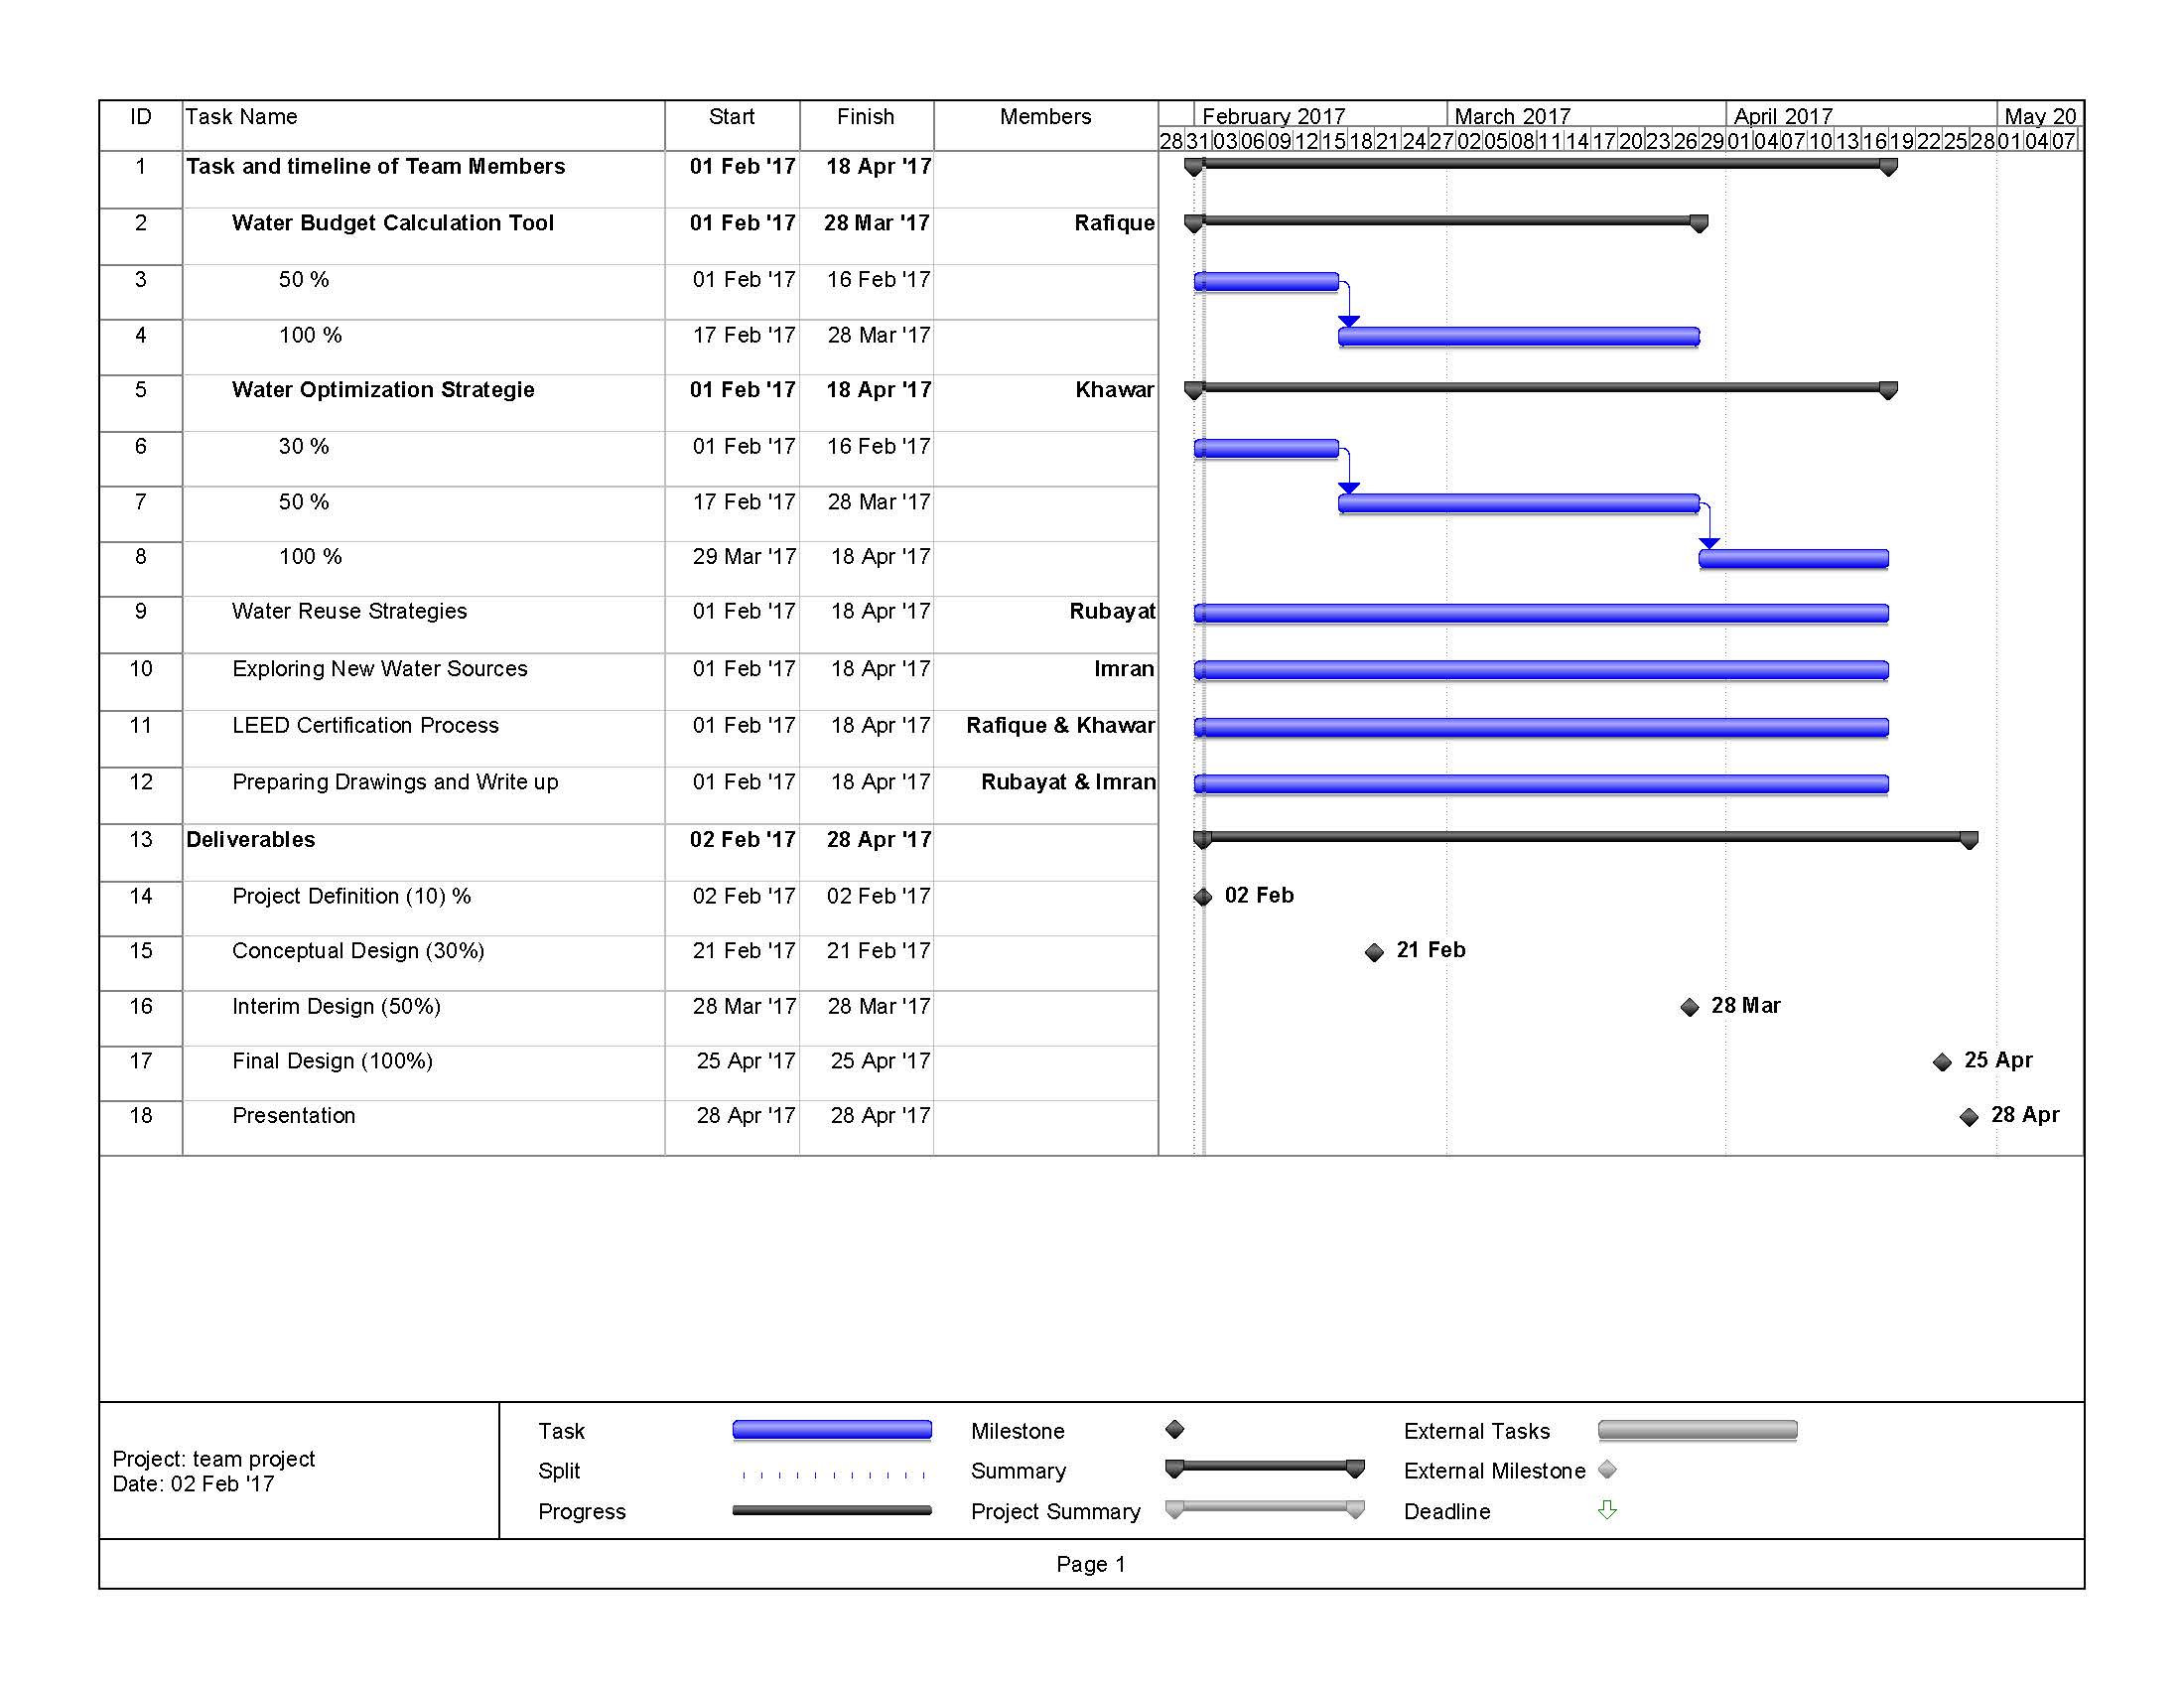 ID Task Name Start Finish Members February 2017 March 2017 April 2017 May 20
28 31 03 06 09 12 15 18 21 24 27 02 05 08 11 14 17 20 23 26 29 01 04 07 10 13 16 19 22 25 28 01 04 07
1 Task and timeline of Team Members 01 Feb '17 18 Apr '17
2 Water Budget Calculation Tool 01 Feb '17 28 Mar '17 Rafique
3 50 % 01 Feb '17 16 Feb '17
4 100 % 17 Feb '17 28 Mar '17
5 Water Optimization Strategie 01 Feb '17 18 Apr '17 Khawar
6 30 % 01 Feb '17 16 Feb '17
7 50 % 17 Feb '17 28 Mar '17
8 100 % 29 Mar '17 18 Apr '17
9 Water Reuse Strategies 01 Feb '17 18 Apr '17 Rubayat
10 Exploring New Water Sources 01 Feb '17 18 Apr '17 Imran
11 LEED Certification Process 01 Feb '17 18 Apr '17 Rafique & Khawar
12 Preparing Drawings and Write up 01 Feb '17 18 Apr '17 Rubayat & Imran
13 Deliverables 02 Feb '17 28 Apr '17
14 Project Definition (10) % 02 Feb '17 02 Feb '17 02 Feb
15 Conceptual Design (30%) 21 Feb '17 21 Feb '17 21 Feb
16 Interim Design (50%) 28 Mar '17 28 Mar '17 28 Mar
17 Final Design (100%) 25 Apr '17 25 Apr '17 25 Apr
18 Presentation 28 Apr '17 28 Apr '17 28 Apr
Project: team project
Date: 02 Feb '17
Task Milestone External Tasks
Split Summary External Milestone
Progress Project Summary Deadline
Page 1